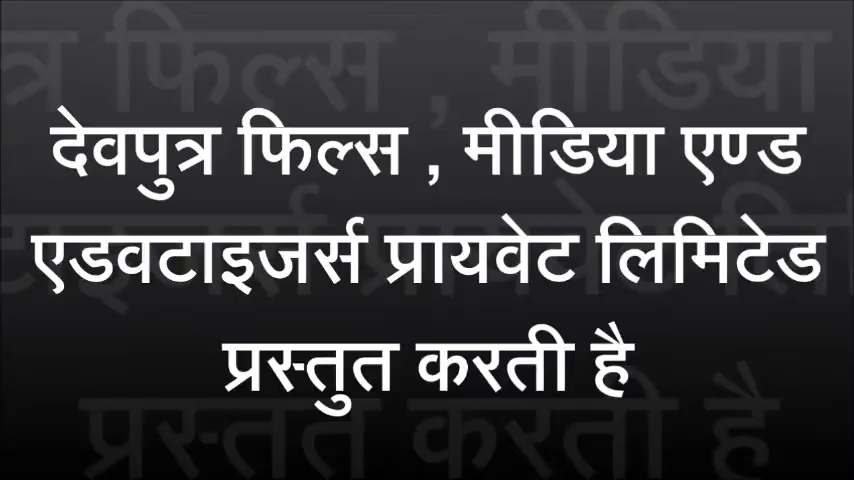 देवपुत्र फिल्स , मीडिया एण्ड
एडवटाइजर्स प्रायवेट लिमिटेड
प्रस्तुत करती है